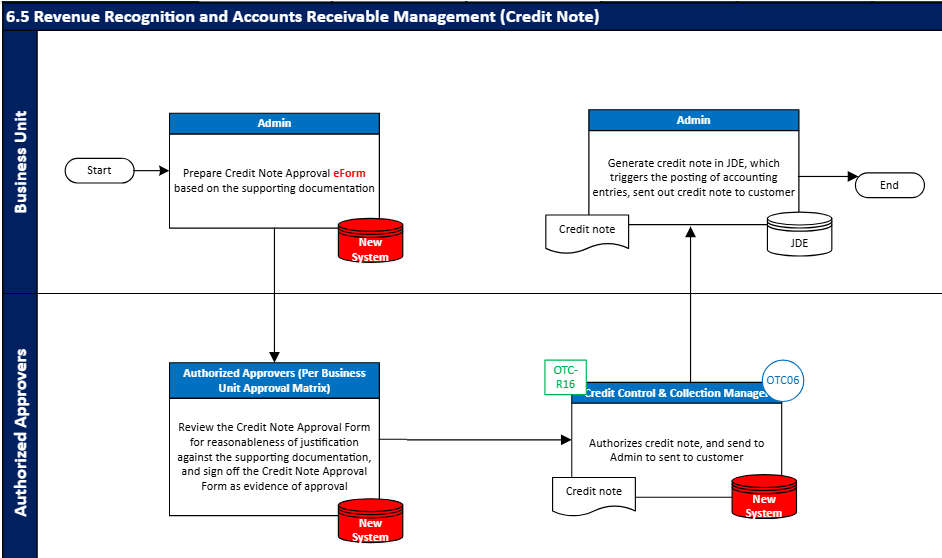 6.5 Revenue Recognition and Accounts Receivable Management (Credit Note)
Business Unit
Start
Admin
Prepare Credit Note Approval eForm
based on the supporting documentation
New
System
Admin
Generate credit note in JDE, which
triggers the posting of accounting
entries, sent out credit note to customer
Credit note
JDE
End
Authorized Approvers
Authorized Approvers (Per Business
Unit Approval Matrix)
Review the Credit Note Approval Form
for reasonableness of justification
against the supporting documentation,
and sign off the Credit Note Approval
Form as evidence of approval
New
System
OTC-
R16
OTC06
Credit Control & Collection Manager
Authorizes credit note, and send to
Admin to sent to customer
Credit note
New
System